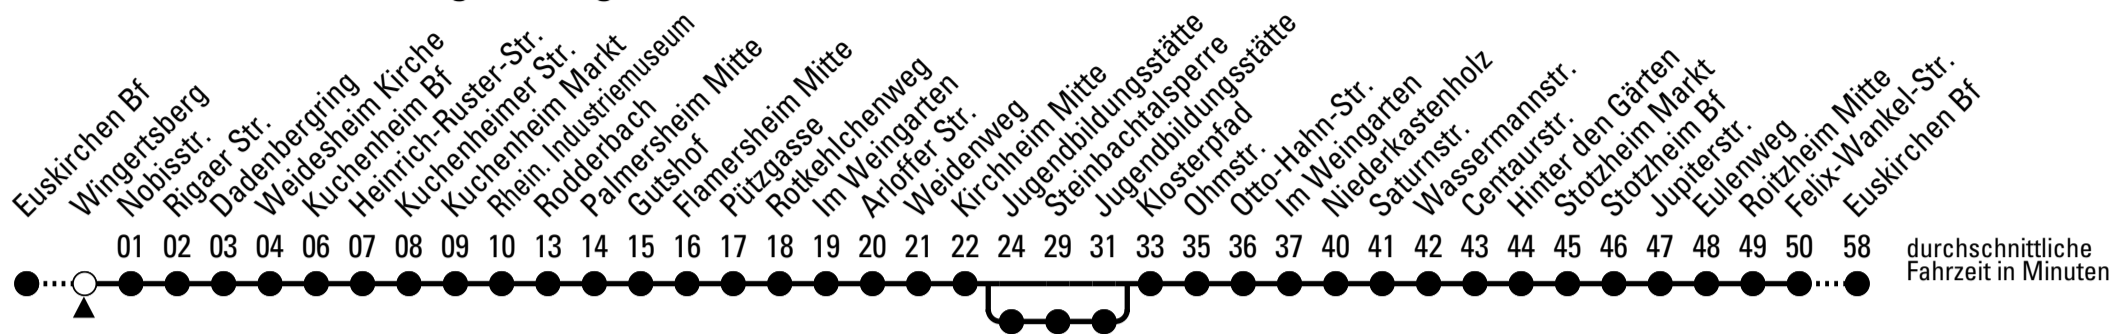 Euskirchen Bf
Wingertsberg
Nobisstr.
Rigaer Str.
Dadenbergring
Weidesheim Kirche
Kuchenheim Bf
Heinrich-Ruster-Str.
Kuchenheimer Str.
Kuchenheim Markt
Rhein. Industriemuseum
Rodderbach
Palmersheim Mitte
Gutshof
Flamersheim Mitte
Pützgasse
Rotkehlchenweg
Im Weingarten
Arloffer Str.
Weidenweg
Kirchheim Mitte
Jugendbildungsstätte
Steinbachtalsperre
Jugendbildungsstätte
Klosterpfad
Ohmstr.
Otto-Hahn-Str.
Im Weingarten
Niederkastenholz
Saturnstr.
Wassermannstr.
Centaurstr.
Hinter den Gärten
Stotzheim Markt
Stotzheim Bf
Jupiterstr.
Eulenweg
Roitzheim Mitte
Felix-Wankel-Str.
Euskirchen Bf
01 02 03 04 06 07 08 09 10 13 14 15 16 17 18 19 20 21 22 24 29 31 33 35 36 37 40 41 42 43 44 45 46 47 48 49 50 58
durchschnittliche
Fahrzeit in Minuten